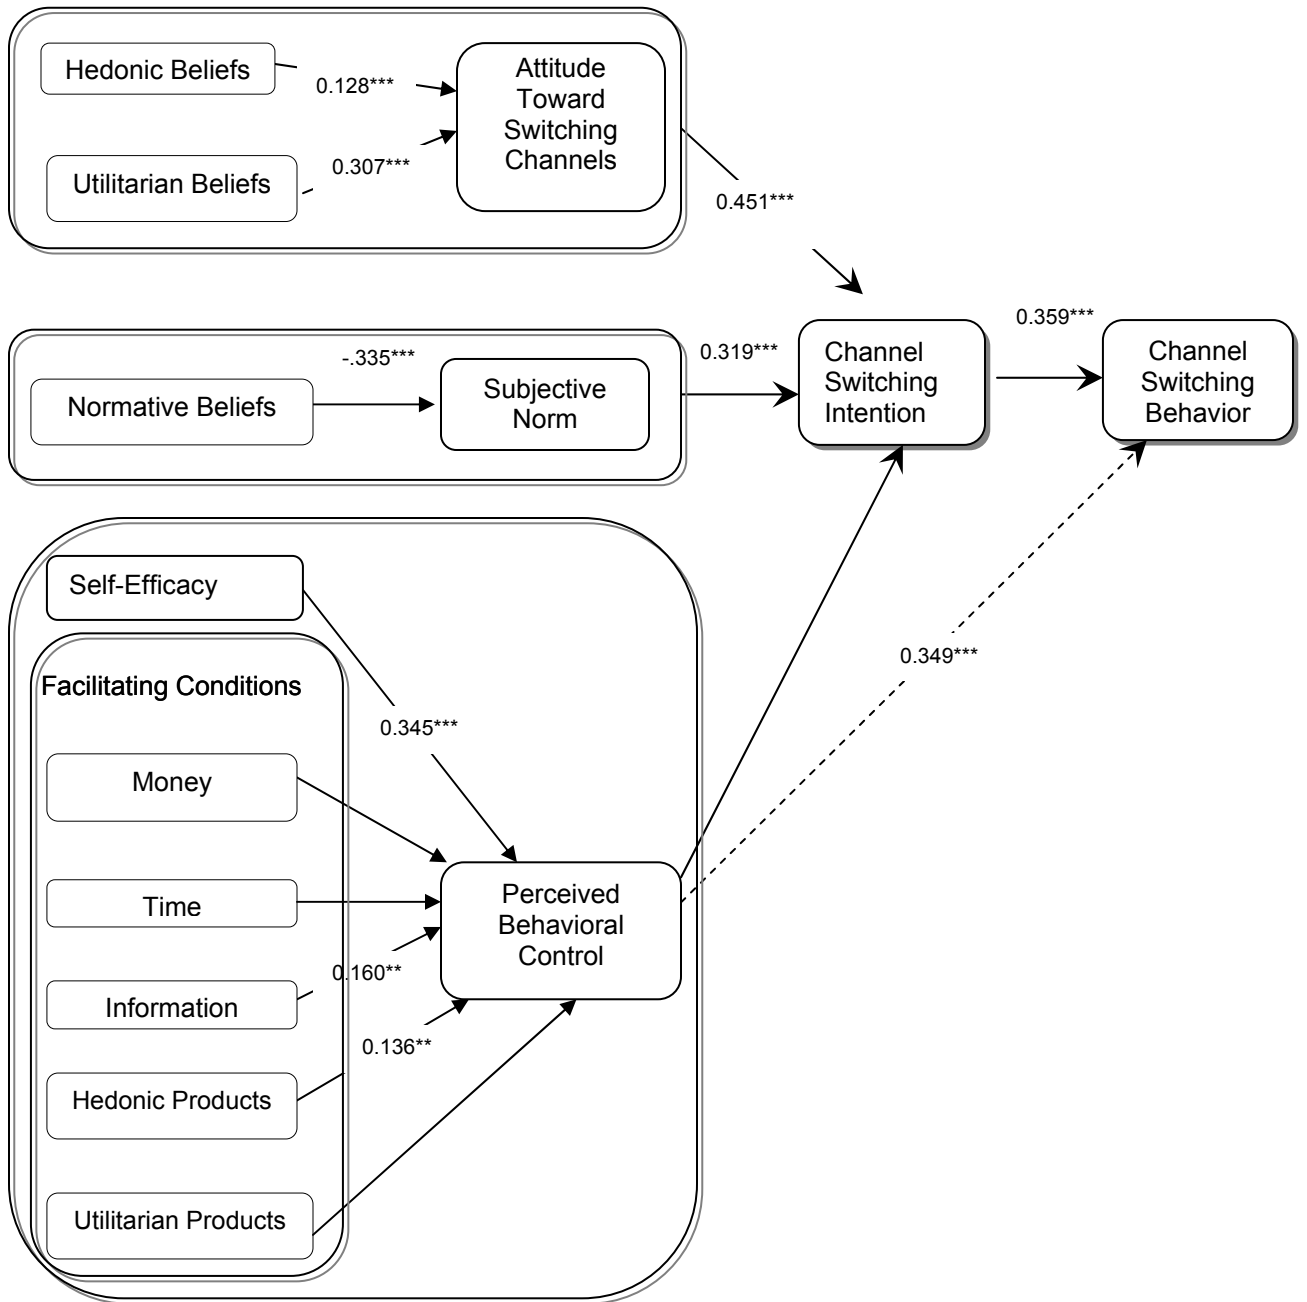 Hedonic Beliefs
0.128***
Attitude
Toward
Switching
Channels
Utilitarian Beliefs
0.307***
0.451***
Normative Beliefs
-.335***
Subjective
Norm
0.319***
Channel
Switching
Intention
0.359***
Channel
Switching
Behavior
Self-Efficacy
0.345***
0.349***
Facilitating Conditions
Money
Time
Information
0.160**
Hedonic Products
0.136**
Utilitarian Products
Perceived
Behavioral
Control